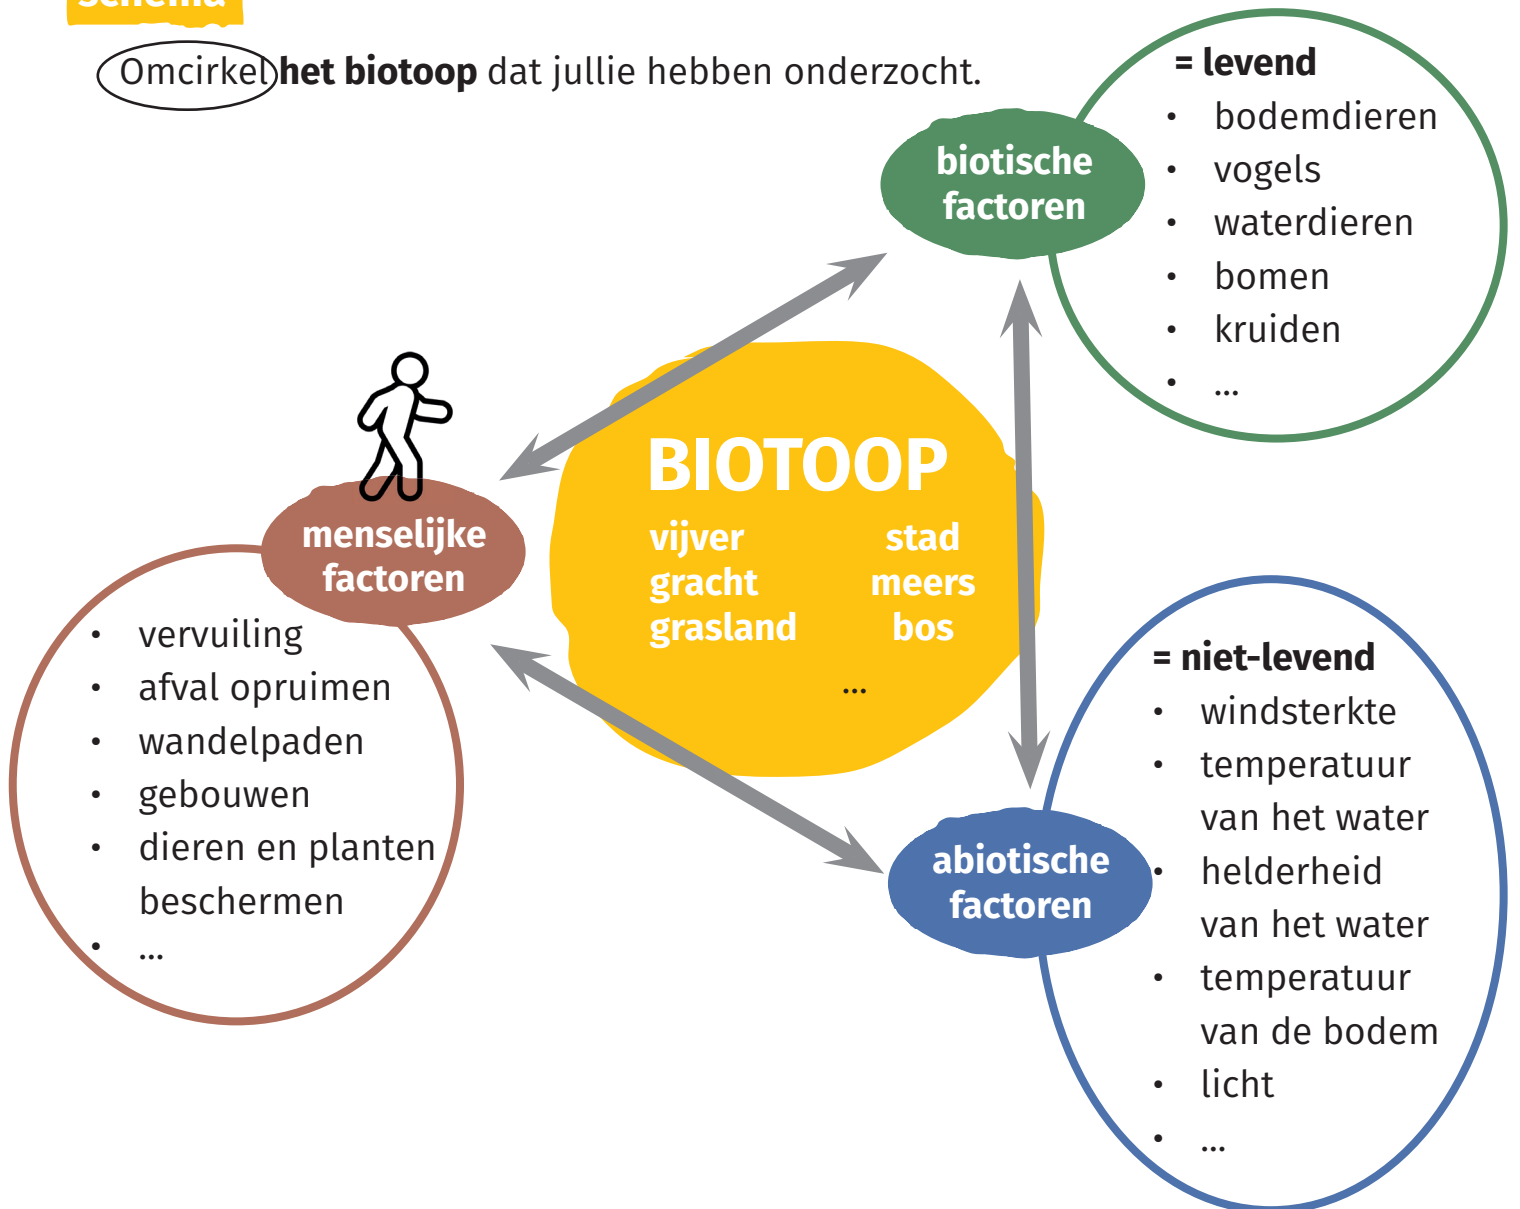 schema
Omcirkel het biotoop dat jullie hebben onderzocht.
biotische
factoren
= levend
• bodemdieren
• vogels
• waterdieren
• bomen
• kruiden
• ...
BIOTOOP
vijver stad
gracht meers
grasland bos
...
menselijke
factoren
• vervuiling
• afval opruimen
• wandelpaden
• gebouwen
• dieren en planten
beschermen
• ...
abiotische
factoren
= niet-levend
• windsterkte
• temperatuur
van het water
• helderheid
van het water
• temperatuur
van de bodem
• licht
• ...